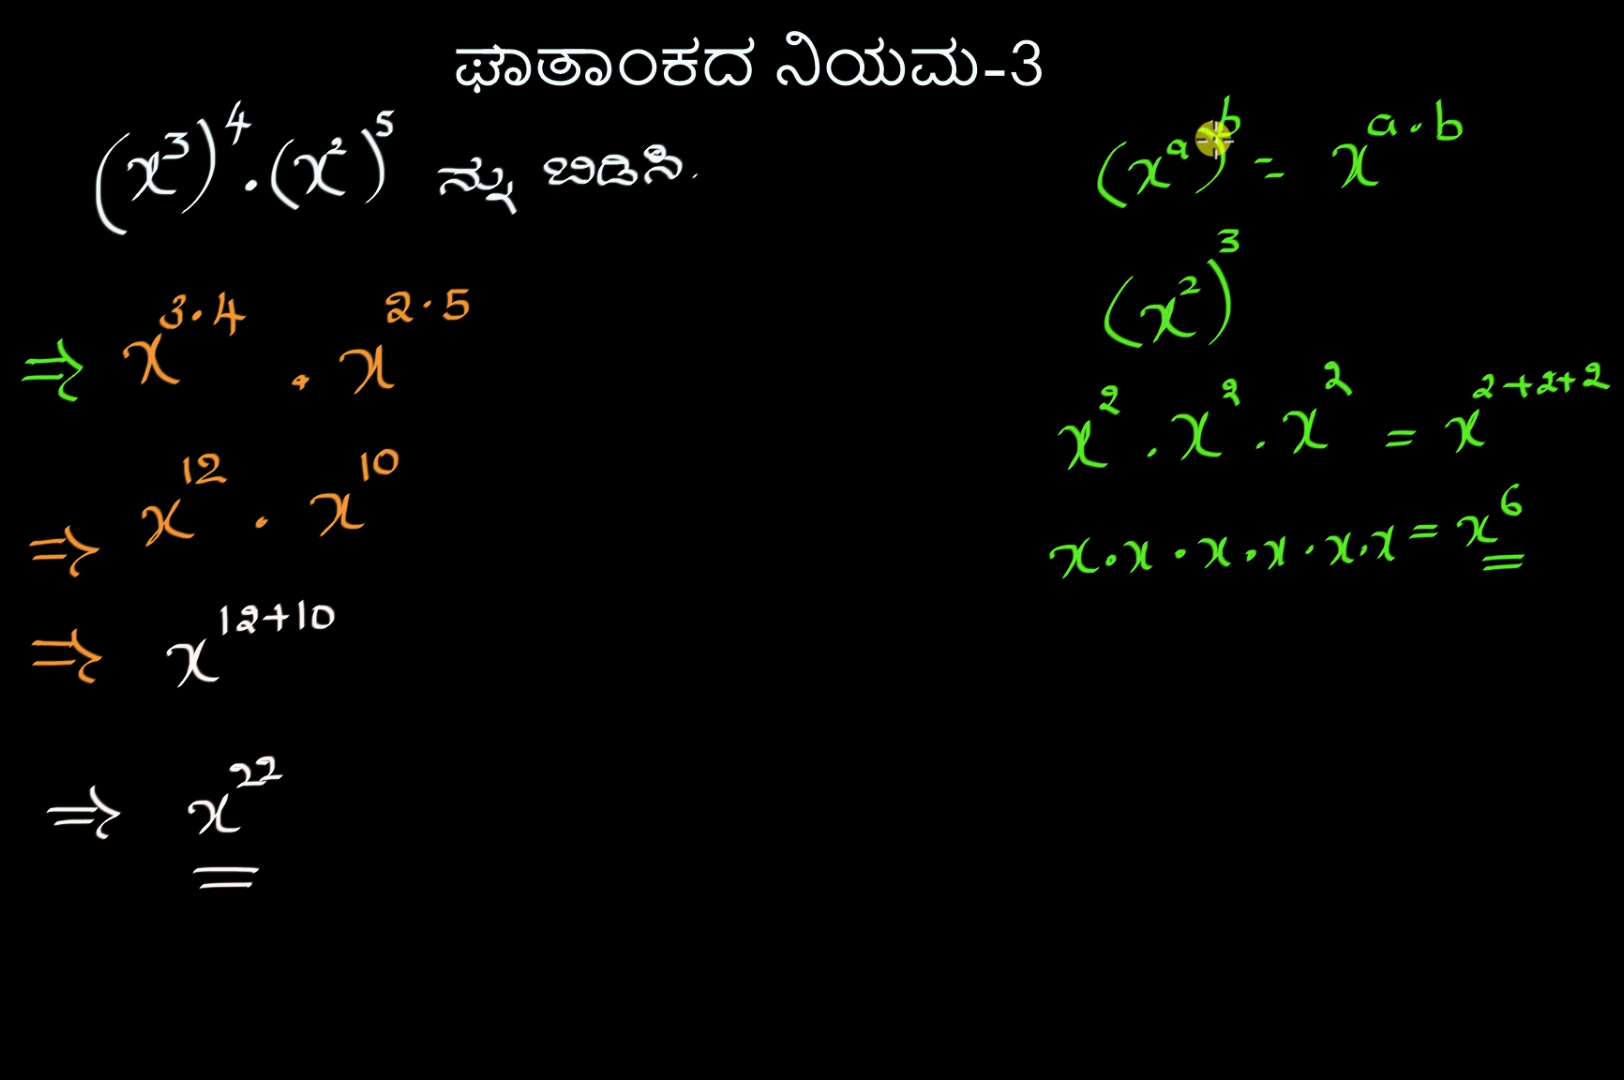 ಘಾತಾಂಕದ ನಿಯಮ-3
(x³)⁴ · (x²)⁵ ನ್ನು ಬಿಡಿಸಿ.
⇒ x^{3·4} · x^{2·5}
⇒ x¹² · x¹⁰
⇒ x^{12+10}
⇒ x²²
(x^a)^b = x^{a·b}
(x²)³
x² · x² · x² = x^{2+2+2}
x·x·x·x·x·x = x⁶